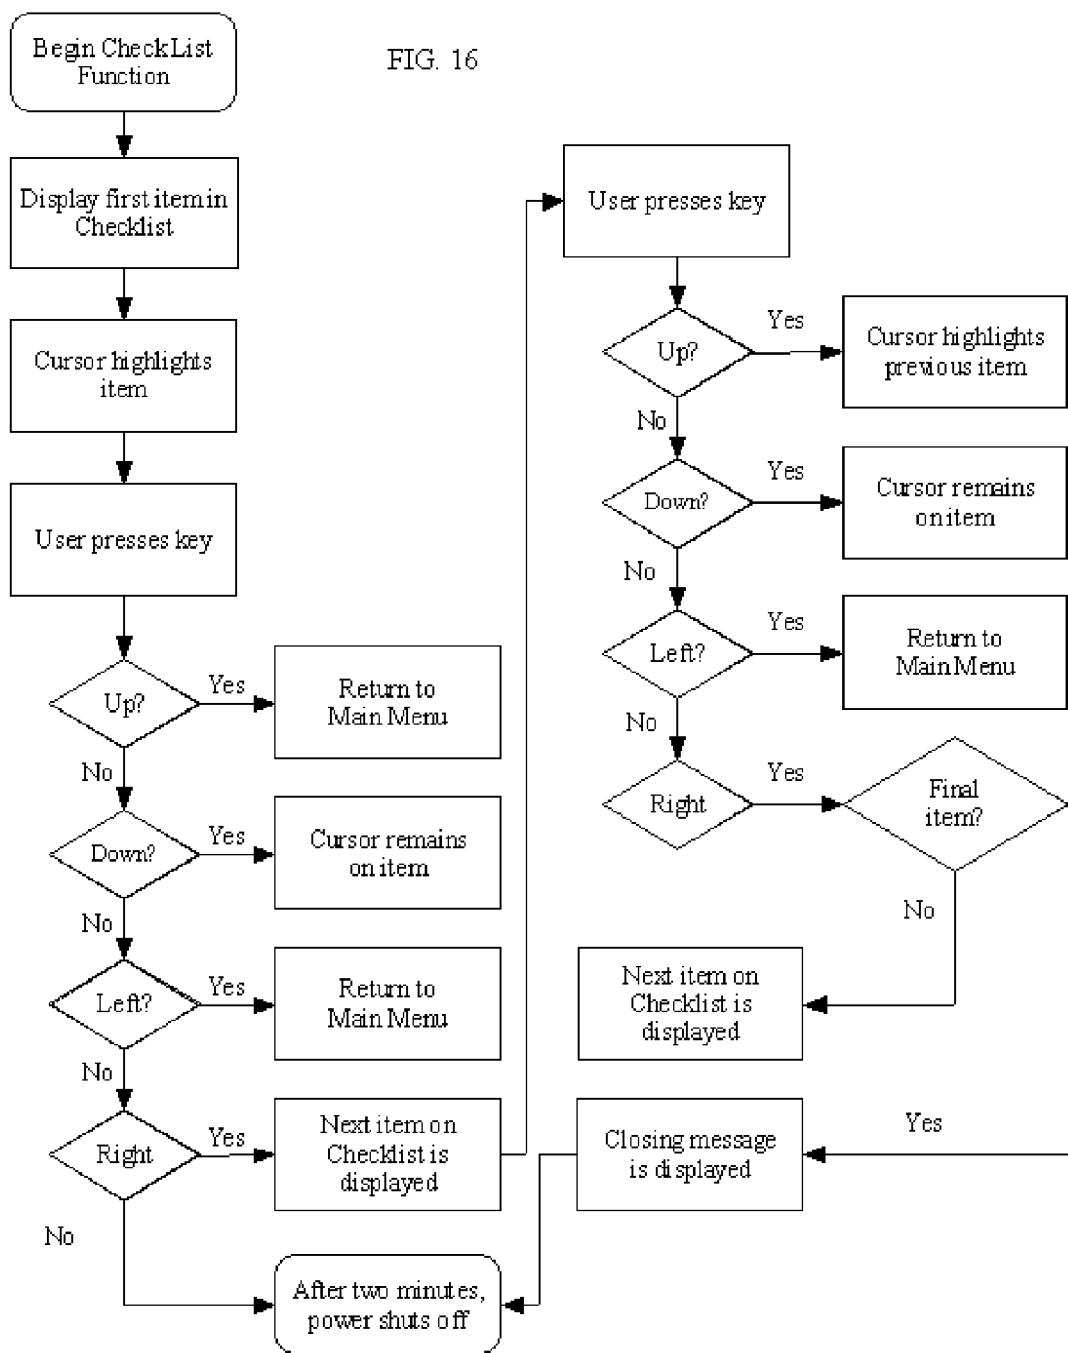 Begin CheckList
Function
FIG. 16
Display first item in
Checklist
Cursor highlights
item
User presses key
Up?
Yes
Return to
Main Menu
No
Down?
Yes
Cursor remains
on item
No
Left?
Yes
Return to
Main Menu
No
Right
Yes
Next item on
Checklist is
displayed
No
After two minutes,
power shuts off
User presses key
Up?
Yes
Cursor highlights
previous item
No
Down?
Yes
Cursor remains
on item
No
Left?
Yes
Return to
Main Menu
No
Right
Yes
Final
item?
No
Next item on
Checklist is
displayed
Yes
Closing message
is displayed